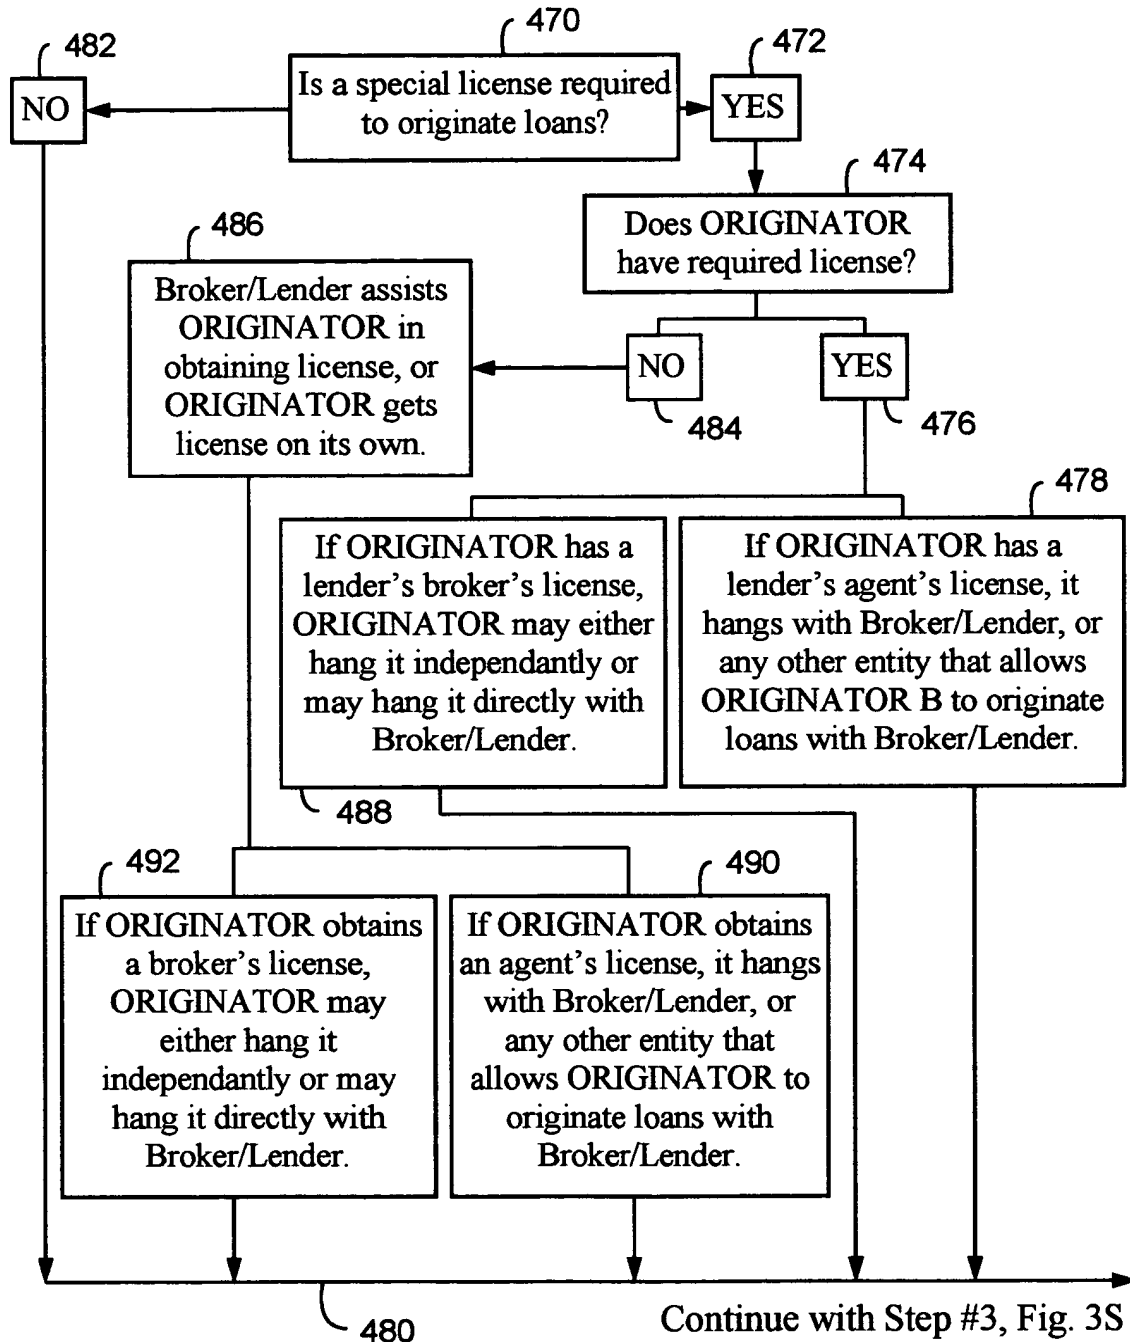 470
482
472
Is a special license required
to originate loans?
NO
YES
474
Does ORIGINATOR
have required license?
486
Broker/Lender assists
ORIGINATOR in
obtaining license, or
ORIGINATOR gets
license on its own.
NO
YES
484
476
478
If ORIGINATOR has a
lender's broker's license,
ORIGINATOR may either
hang it independantly or
may hang it directly with
Broker/Lender.
If ORIGINATOR has a
lender's agent's license, it
hangs with Broker/Lender, or
any other entity that allows
ORIGINATOR B to originate
loans with Broker/Lender.
488
492
490
If ORIGINATOR obtains
a broker's license,
ORIGINATOR may
either hang it
independantly or may
hang it directly with
Broker/Lender.
If ORIGINATOR obtains
an agent's license, it hangs
with Broker/Lender, or
any other entity that
allows ORIGINATOR to
originate loans with
Broker/Lender.
480
Continue with Step #3, Fig. 3S